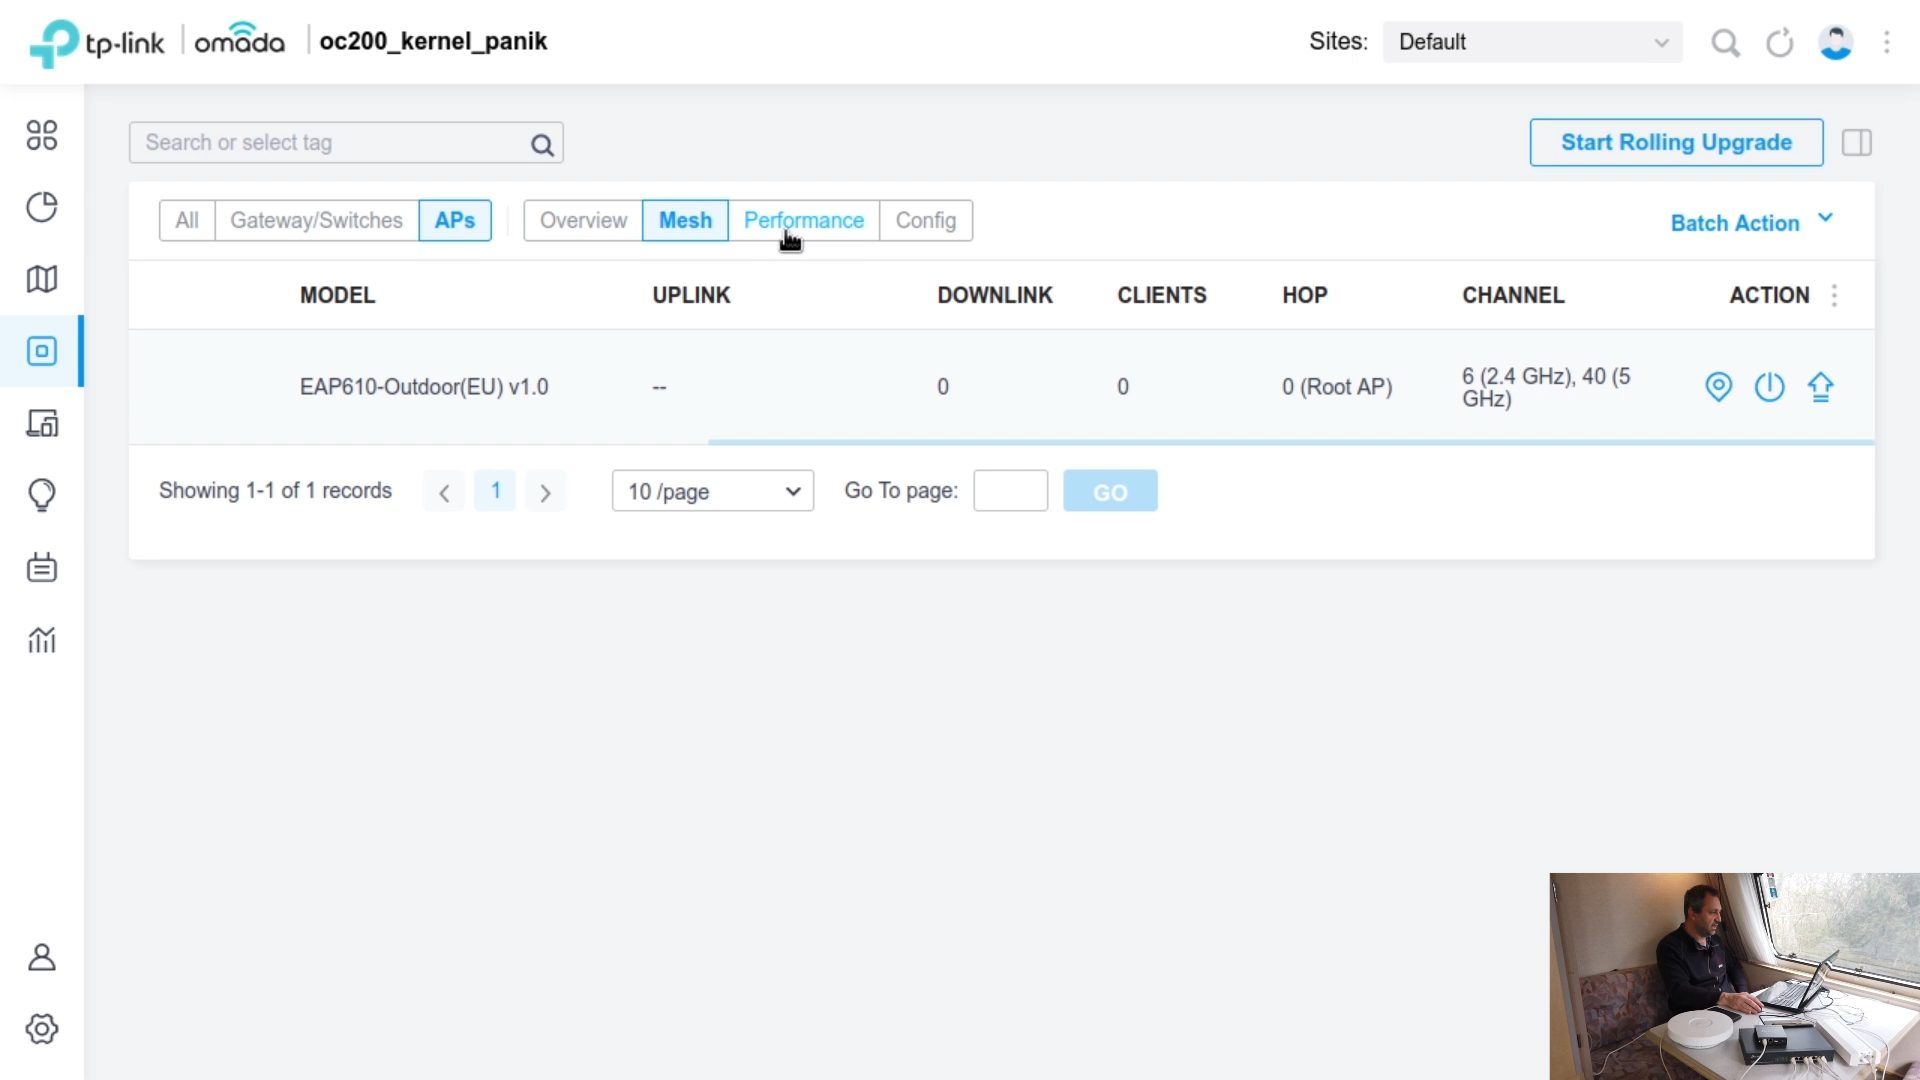 tp-link | omada | oc200_kernel_panik
Sites: Default
Search or select tag
Start Rolling Upgrade
All Gateway/Switches APs Overview Mesh Performance Config Batch Action
MODEL UPLINK DOWNLINK CLIENTS HOP CHANNEL ACTION
EAP610-Outdoor(EU) v1.0 -- 0 0 0 (Root AP) 6 (2.4 GHz), 40 (5
GHz)
Showing 1-1 of 1 records 1 10 /page Go To page: GO